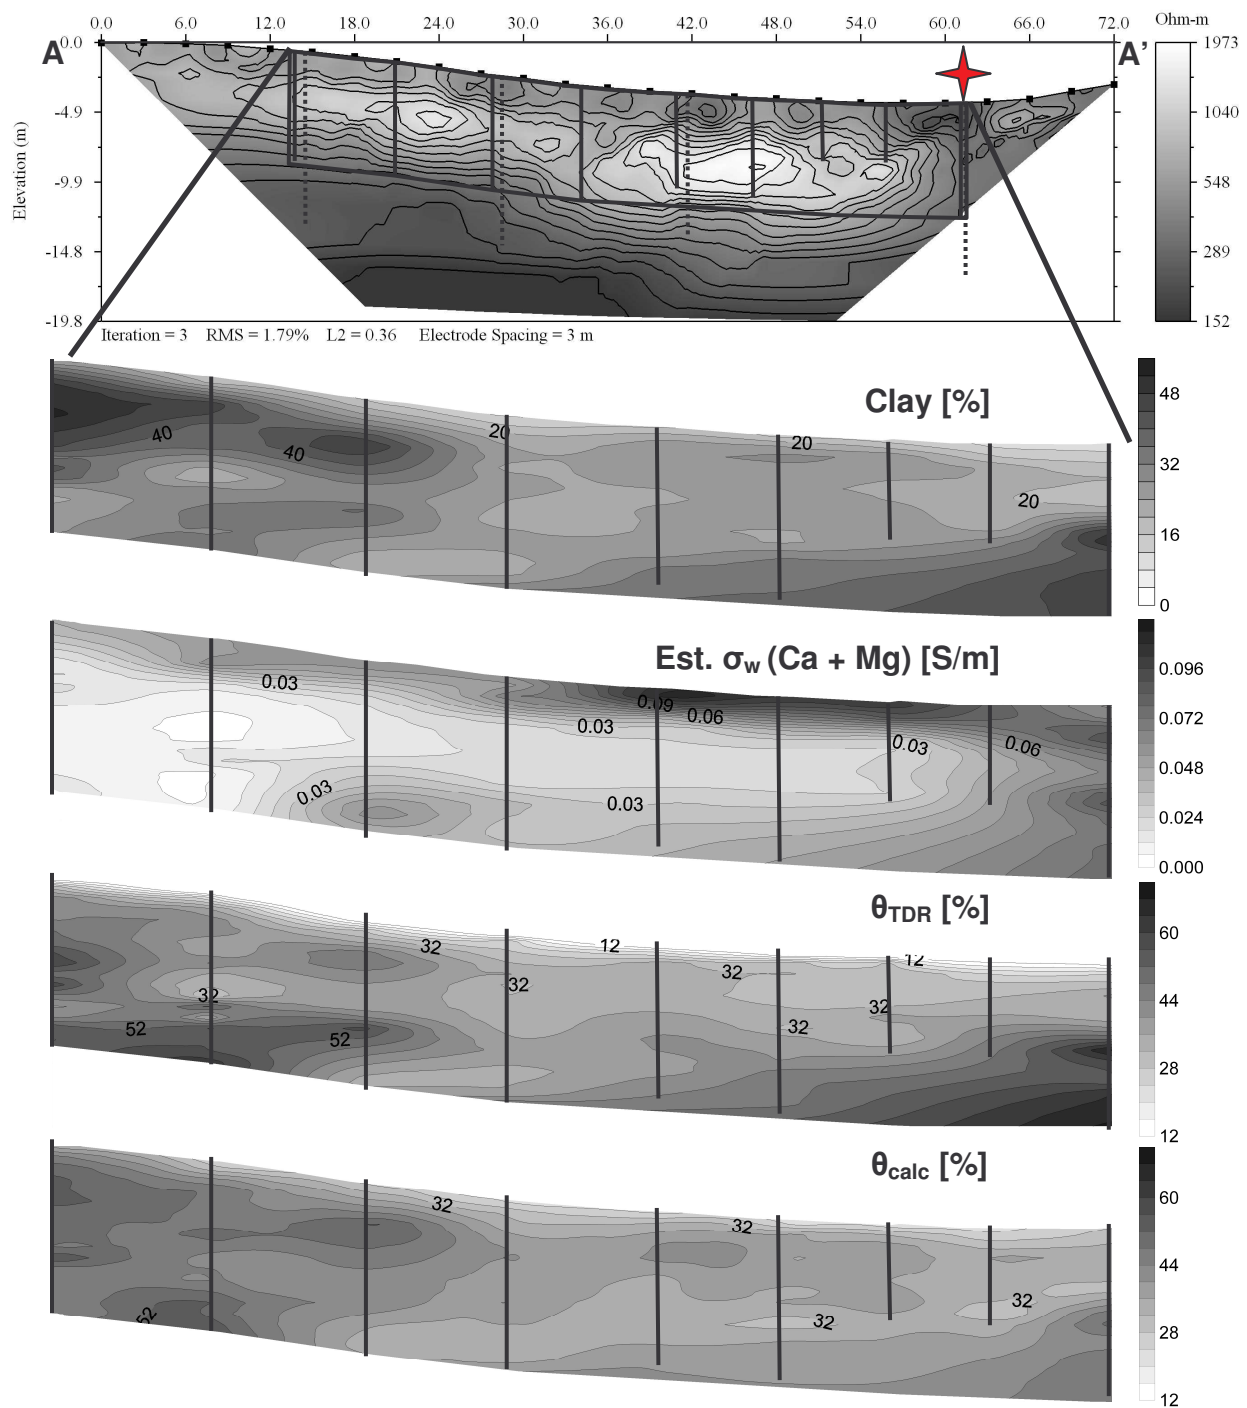 0.0 6.0 12.0 18.0 24.0 30.0 36.0 42.0 48.0 54.0 60.0 66.0 72.0 Ohm-m
A A'
0.0 1973
-4.9 1040
Elevation (m)
-9.9 548
-14.8 289
-19.8 152
Iteration = 3 RMS = 1.79% L2 = 0.36 Electrode Spacing = 3 m
Clay [%]
48
40 40 20 20
32
20
16
0
Est. σw (Ca + Mg) [S/m]
0.096
0.03 0.09 0.06
0.072
0.03 0.03 0.06
0.048
0.03 0.03
0.024
0.000
θTDR [%]
60
32 12 12
32 32
44
32 32
52 52 32
28
12
θcalc [%]
60
32 32
44
52 32 32
28
12